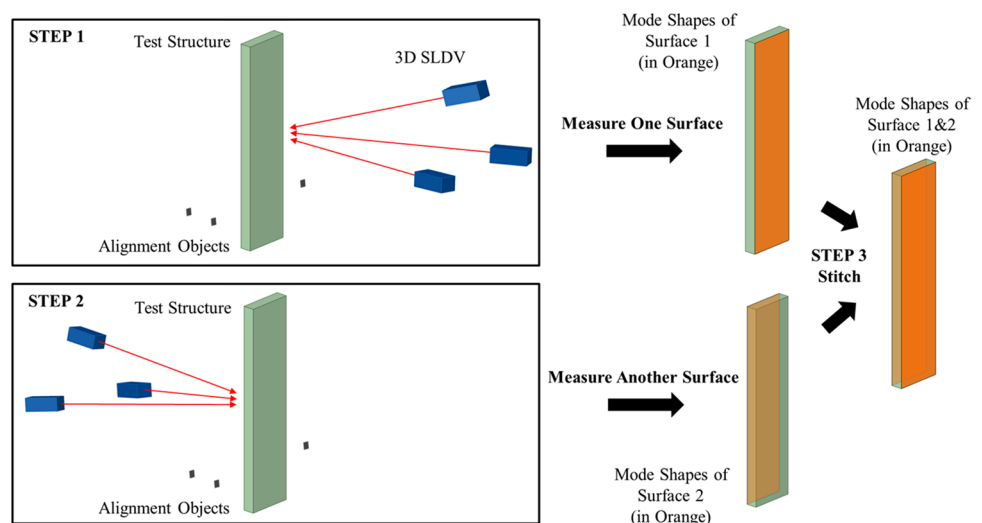 STEP 1
Test Structure
3D SLDV
Alignment Objects
Measure One Surface
Mode Shapes of
Surface 1
(in Orange)
Mode Shapes of
Surface 1&2
(in Orange)
STEP 3
Stitch
STEP 2
Test Structure
Alignment Objects
Measure Another Surface
Mode Shapes of
Surface 2
(in Orange)